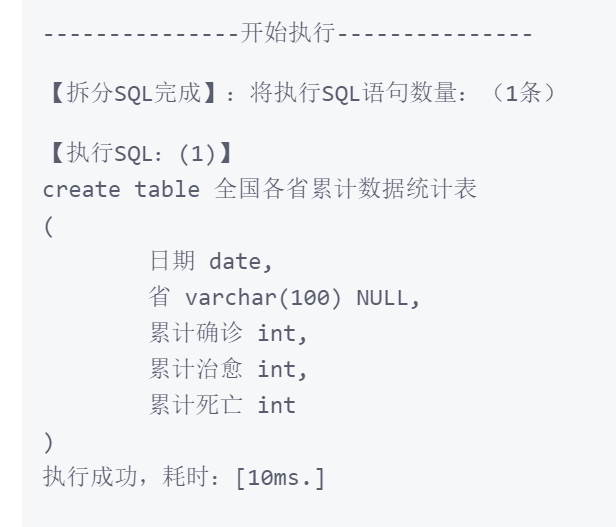 ---------------开始执行---------------
【拆分SQL完成】：将执行SQL语句数量：（1条）
【执行SQL：(1)】
create table 全国各省累计数据统计表
(
日期 date,
省 varchar(100) NULL,
累计确诊 int,
累计治愈 int,
累计死亡 int
)
执行成功，耗时：[10ms.]